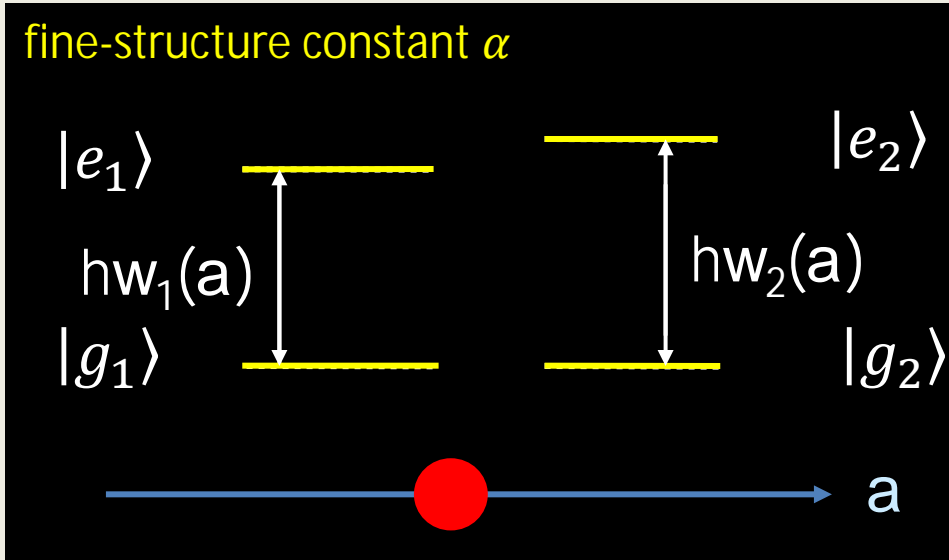 fine-structure constant α
|e₁⟩
|e₂⟩
hw₁(a)
hw₂(a)
|g₁⟩
|g₂⟩
a